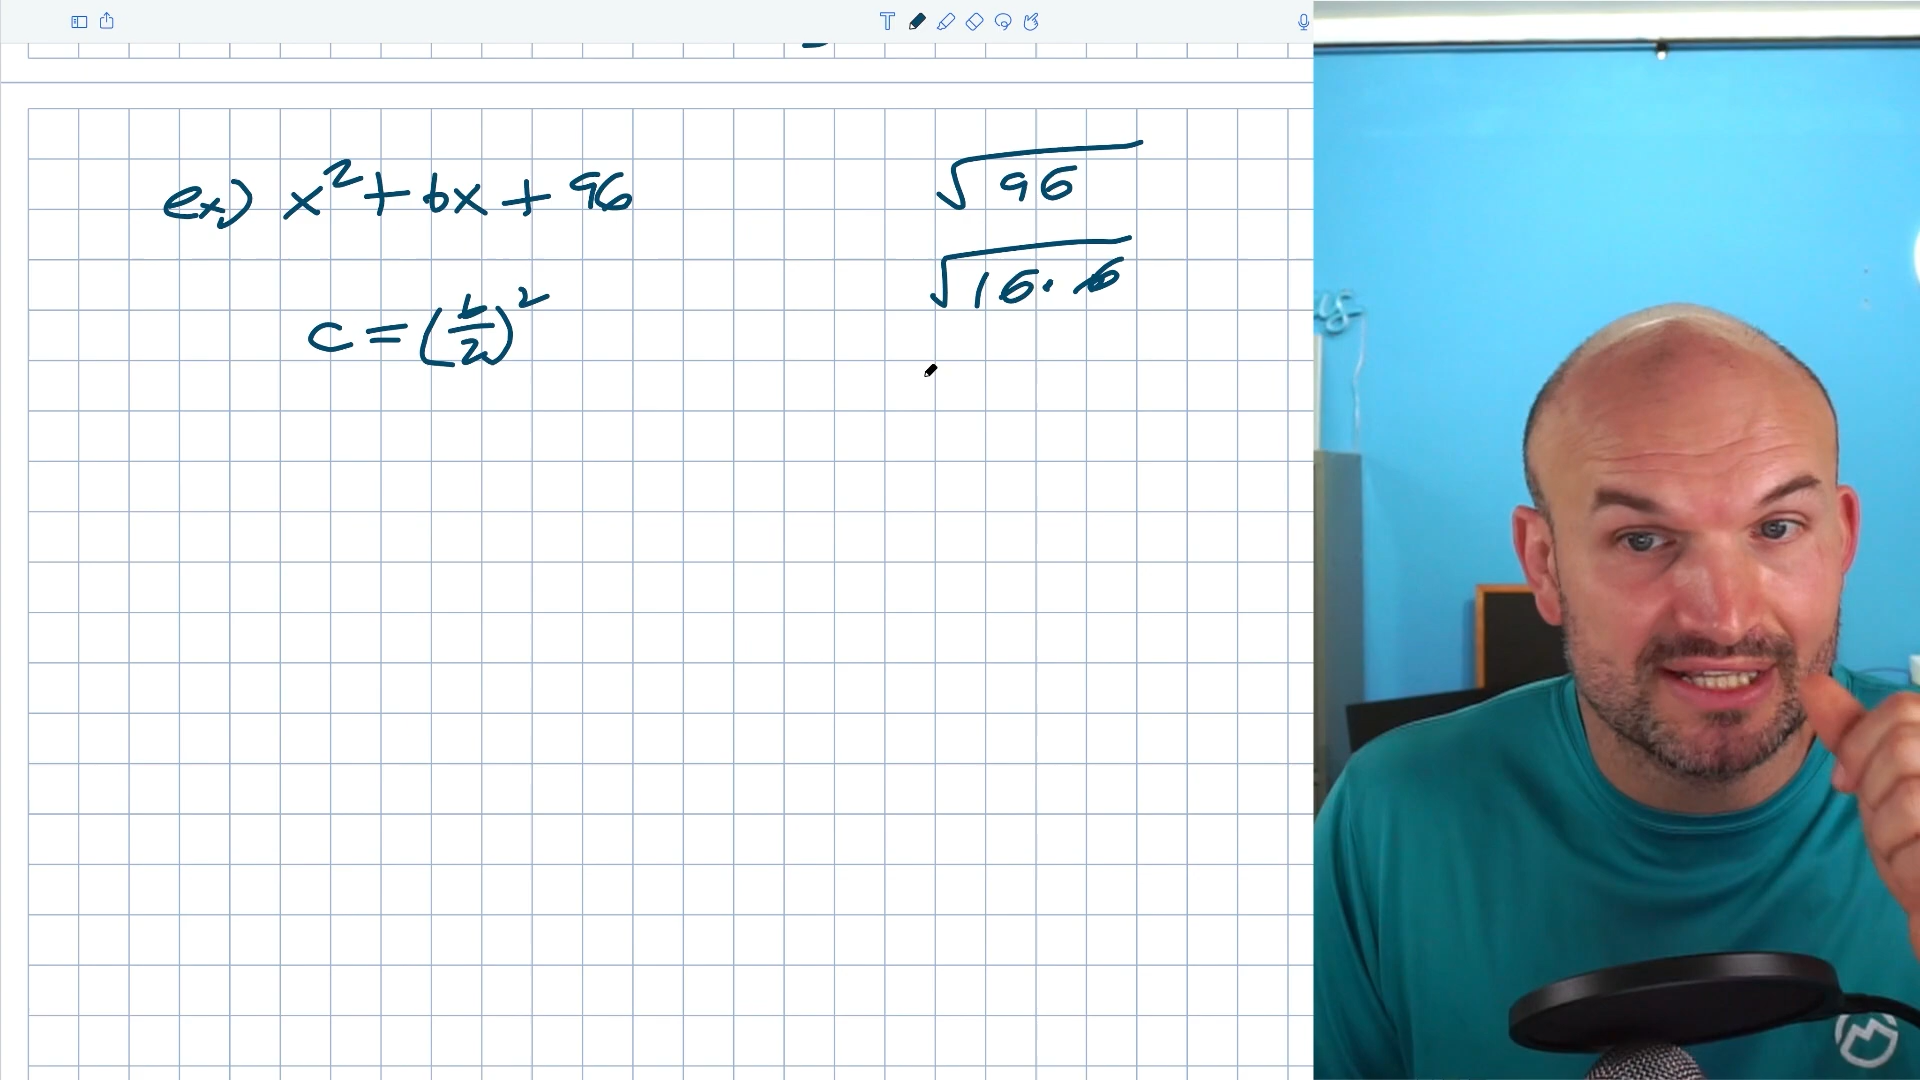 ex.) x² + bx + 96
c = (b/2)²
√96
√16·6